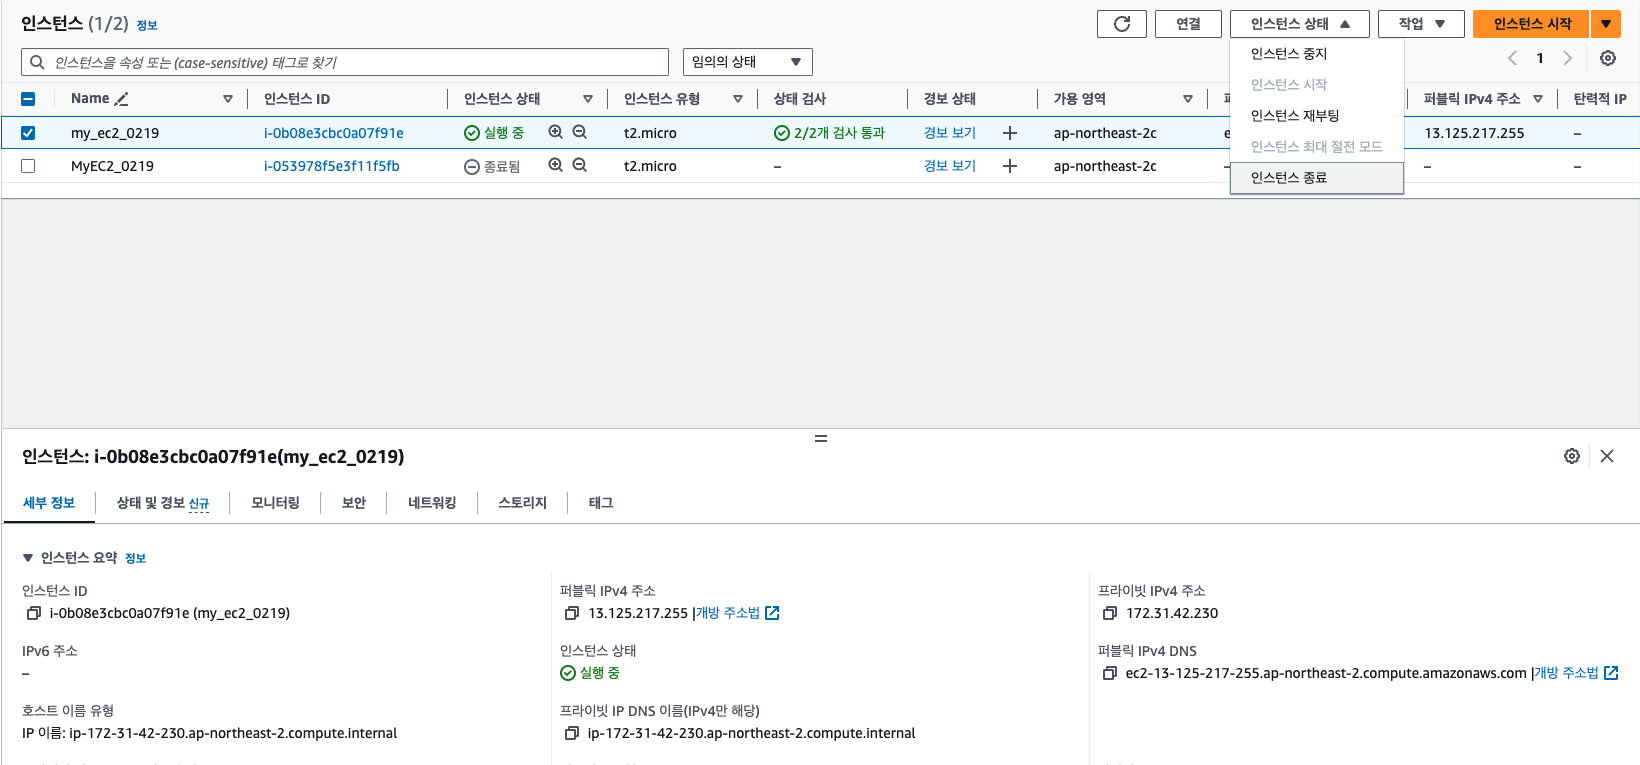 인스턴스 (1/2) 정보
연결
인스턴스 상태
작업
인스턴스 시작
인스턴스를 속성 또는 (case-sensitive) 태그로 찾기
임의의 상태
인스턴스 중지
인스턴스 시작
인스턴스 재부팅
인스턴스 최대 절전 모드
인스턴스 종료
1
Name 인스턴스 ID 인스턴스 상태 인스턴스 유형 상태 검사 경보 상태 가용 영역 퍼블릭 IPv4 주소 탄력적 IP
my_ec2_0219 i-0b08e3cbc0a07f91e 실행 중 t2.micro 2/2개 검사 통과 경보 보기 + ap-northeast-2c e 13.125.217.255 –
MyEC2_0219 i-053978f5e3f11f5fb 종료됨 t2.micro – 경보 보기 + ap-northeast-2c – – –
인스턴스: i-0b08e3cbc0a07f91e(my_ec2_0219)
세부 정보 상태 및 경보 신규 모니터링 보안 네트워킹 스토리지 태그
인스턴스 요약 정보
인스턴스 ID
i-0b08e3cbc0a07f91e (my_ec2_0219)
퍼블릭 IPv4 주소
13.125.217.255 |개방 주소법
프라이빗 IPv4 주소
172.31.42.230
IPv6 주소
–
인스턴스 상태
실행 중
퍼블릭 IPv4 DNS
ec2-13-125-217-255.ap-northeast-2.compute.amazonaws.com |개방 주소법
호스트 이름 유형
IP 이름: ip-172-31-42-230.ap-northeast-2.compute.internal
프라이빗 IP DNS 이름(IPv4만 해당)
ip-172-31-42-230.ap-northeast-2.compute.internal